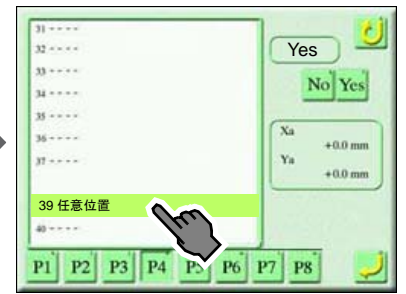 31 ----
32 ----
33 ----
34 ----
35 ----
36 ----
37 ----
39 任意位置
40 ----
Yes
No Yes
Xa
+0.0 mm
Ya
+0.0 mm
P1 P2 P3 P4 P5 P6 P7 P8